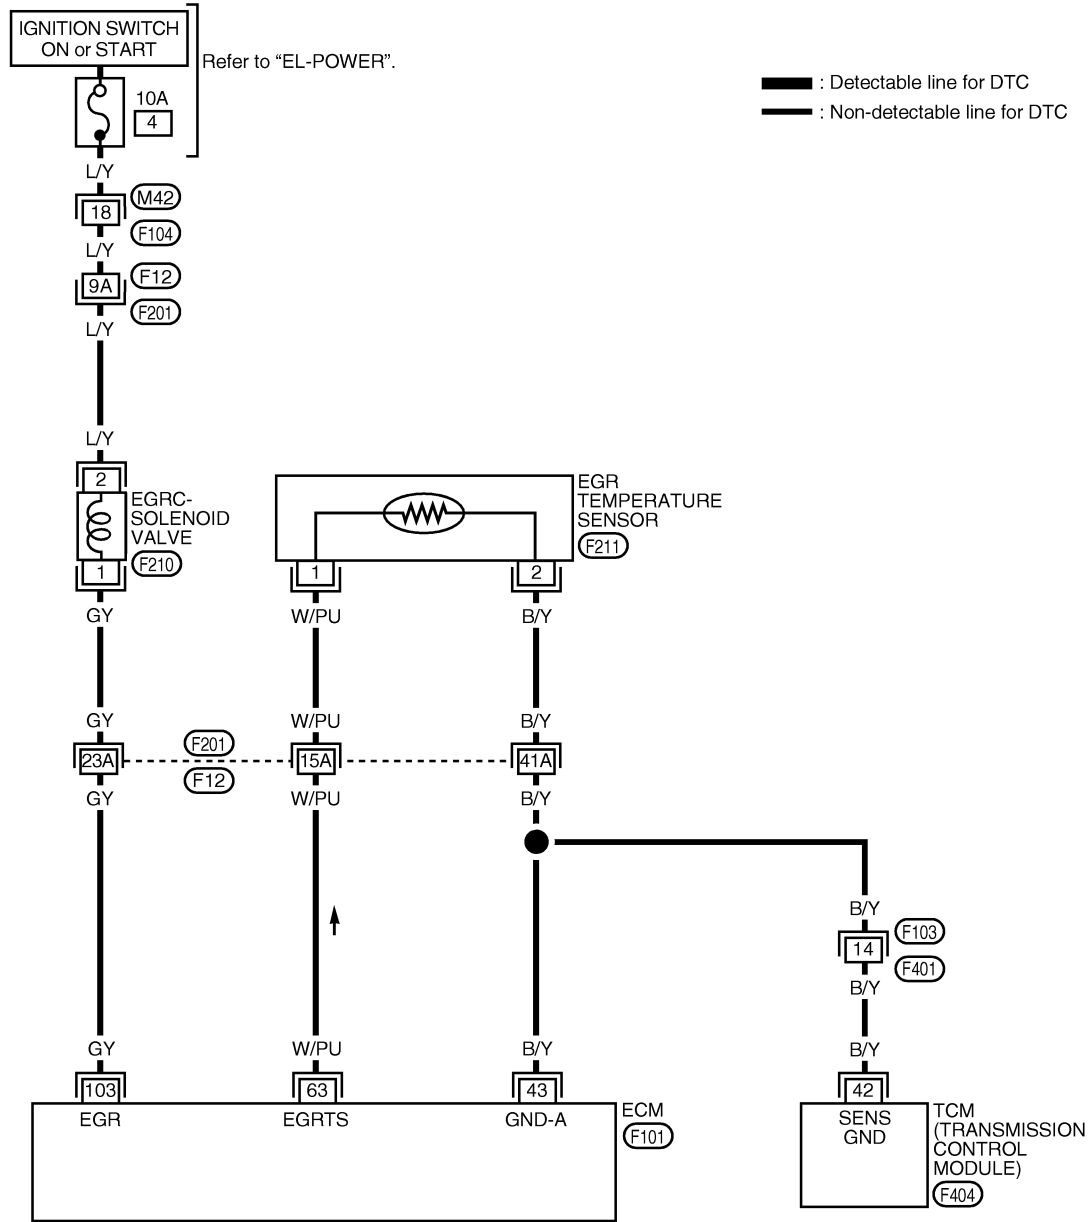 IGNITION SWITCH
ON or START
Refer to “EL-POWER”.
10A
4
: Detectable line for DTC
: Non-detectable line for DTC
L/Y
18
M42
F104
L/Y
9A
F12
F201
L/Y
L/Y
2
EGRC-
SOLENOID
VALVE
F210
1
EGR
TEMPERATURE
SENSOR
F211
1
2
GY
W/PU
B/Y
GY
W/PU
B/Y
23A
F201
F12
15A
41A
GY
W/PU
B/Y
B/Y
14
F103
F401
B/Y
GY
W/PU
B/Y
B/Y
103
63
43
42
EGR
EGRTS
GND-A
ECM
F101
SENS
GND
TCM
(TRANSMISSION
CONTROL
MODULE)
F404